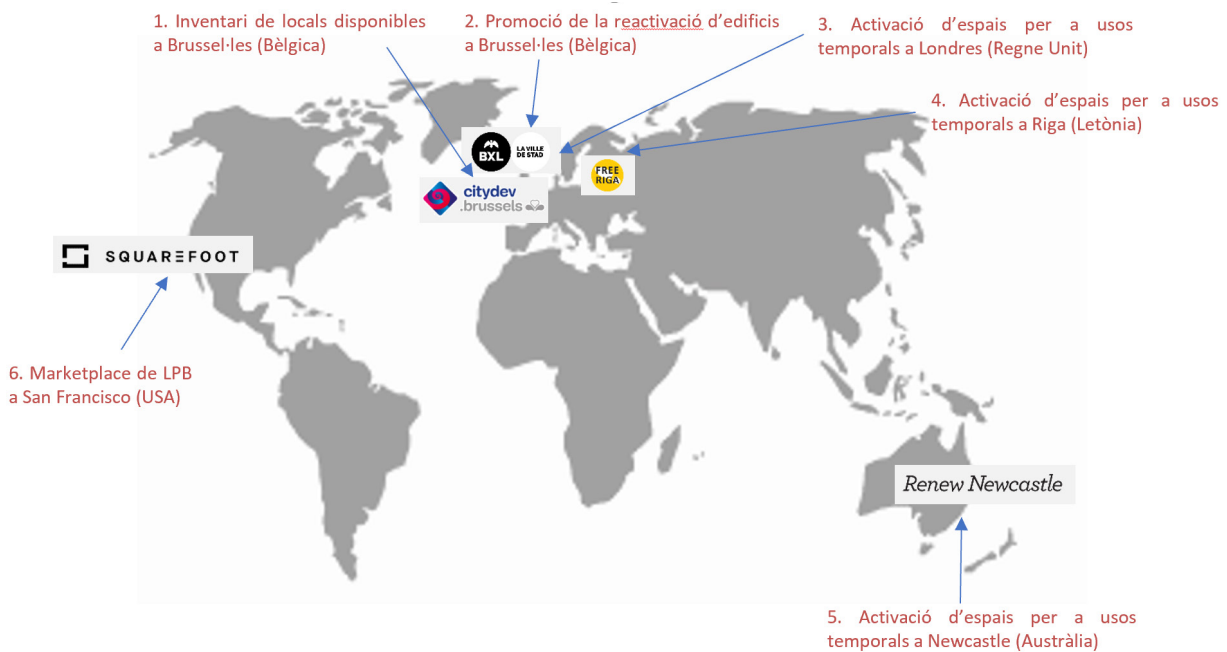 1. Inventari de locals disponibles
a Brussel·les (Bèlgica)
2. Promoció de la reactivació d'edificis
a Brussel·les (Bèlgica)
3. Activació d'espais per a usos
temporals a Londres (Regne Unit)
4. Activació d'espais per a usos
temporals a Riga (Letònia)
BXL
LA VILLE
DE STAD
FREE
RIGA
citydev
.brussels
SQUAREFOOT
6. Marketplace de LPB
a San Francisco (USA)
Renew Newcastle
5. Activació d'espais per a usos
temporals a Newcastle (Austràlia)